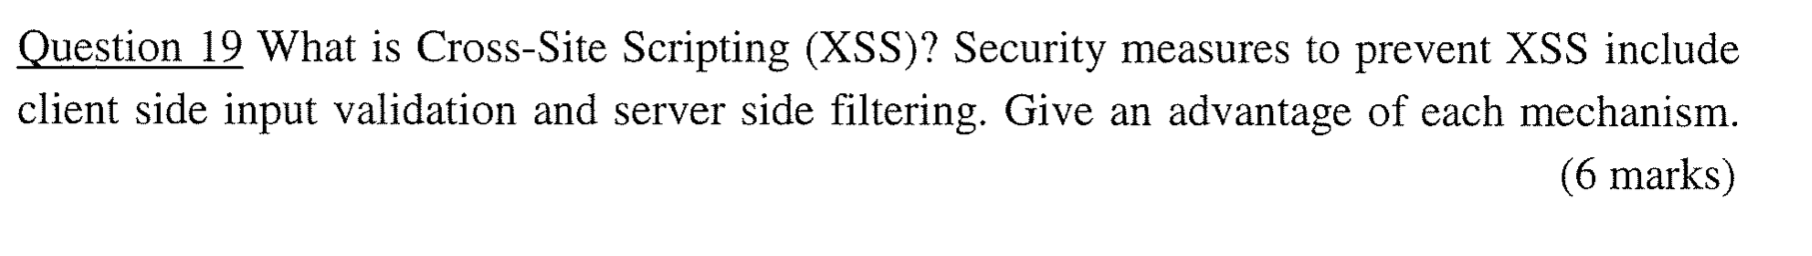 Question 19 What is Cross-Site Scripting (XSS)? Security measures to prevent XSS include
client side input validation and server side filtering. Give an advantage of each mechanism.
(6 marks)